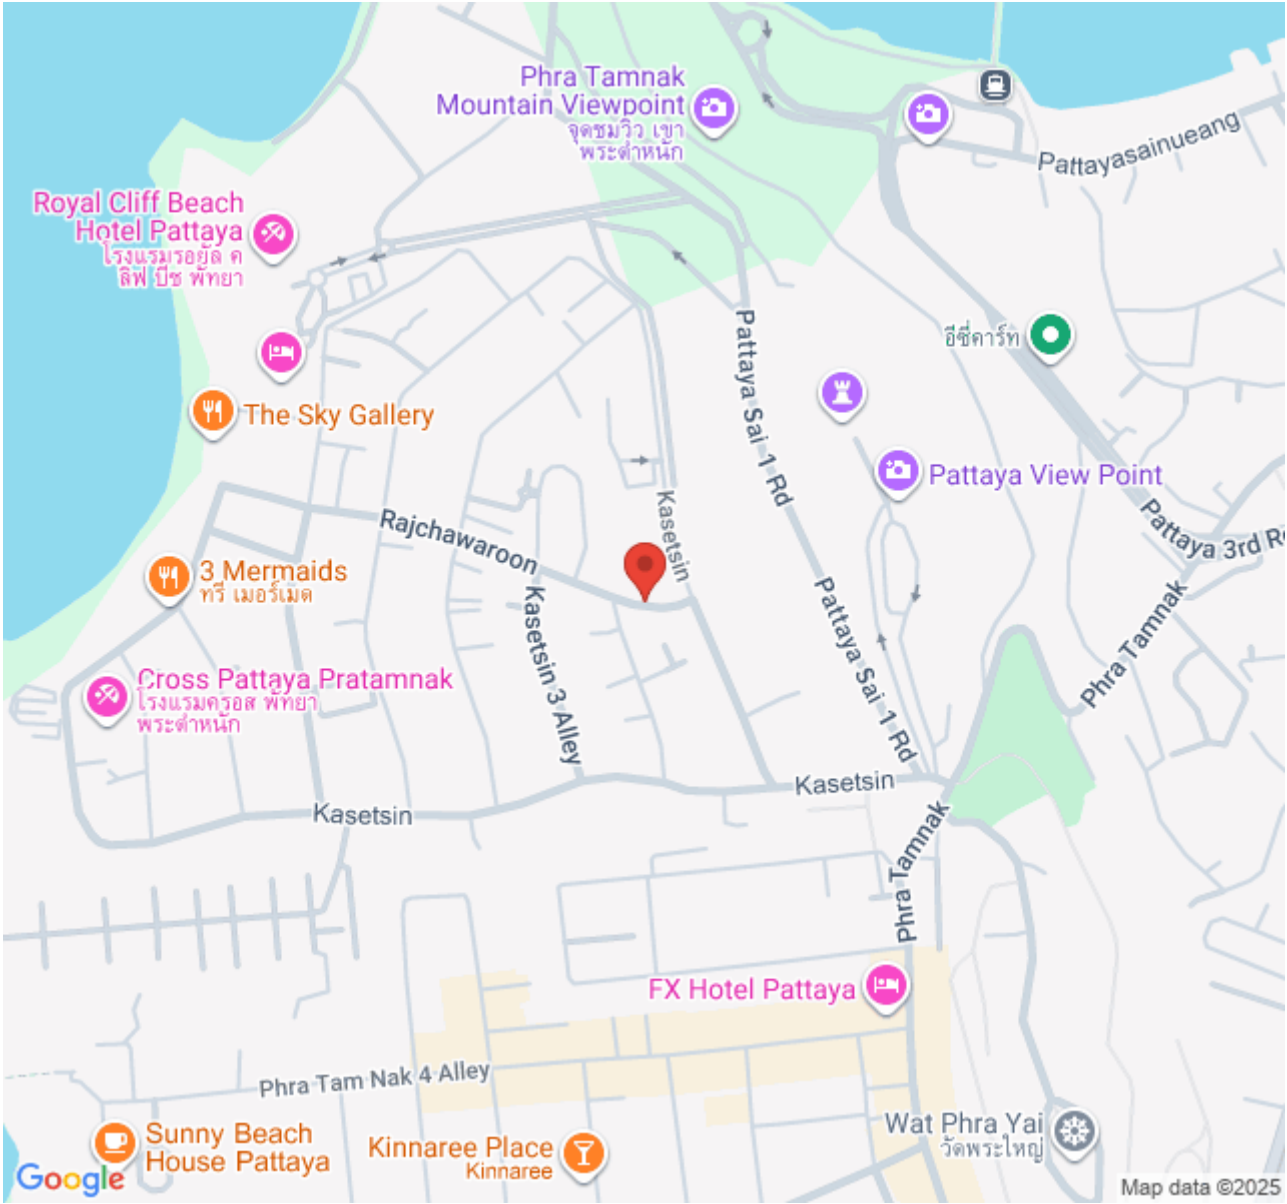 Phra Tamnak
Mountain Viewpoint
จุดชมวิว เขา
พระตำหนัก
Pattayasainueang
Royal Cliff Beach
Hotel Pattaya
โรงแรมรอยัล ค
ลิฟ บีช พัทยา
Pattaya Sai 1 Rd
อีซี่คาร์ท
The Sky Gallery
Pattaya View Point
Kasetsin
Rajchawaroon
Pattaya 3rd R
3 Mermaids
ทรี เมอร์เมด
Kasetsin 3 Alley
Pattaya Sai 1 Rd
Phra Tamnak
Cross Pattaya Pratamnak
โรงแรมครอส พัทยา
พระตำหนัก
Kasetsin
Kasetsin
Phra Tamnak
FX Hotel Pattaya
Phra Tam Nak 4 Alley
Sunny Beach
House Pattaya
Kinnaree Place
Kinnaree
Wat Phra Yai
วัดพระใหญ่
Google
Map data ©2025